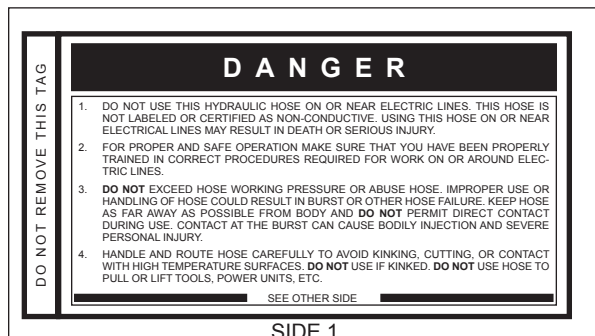 DO NOT REMOVE THIS TAG
D A N G E R
1. DO NOT USE THIS HYDRAULIC HOSE ON OR NEAR ELECTRIC LINES. THIS HOSE IS
NOT LABELED OR CERTIFIED AS NON-CONDUCTIVE. USING THIS HOSE ON OR NEAR
ELECTRICAL LINES MAY RESULT IN DEATH OR SERIOUS INJURY.
2. FOR PROPER AND SAFE OPERATION MAKE SURE THAT YOU HAVE BEEN PROPERLY
TRAINED IN CORRECT PROCEDURES REQUIRED FOR WORK ON OR AROUND ELEC-
TRIC LINES.
3. DO NOT EXCEED HOSE WORKING PRESSURE OR ABUSE HOSE. IMPROPER USE OR
HANDLING OF HOSE COULD RESULT IN BURST OR OTHER HOSE FAILURE. KEEP HOSE
AS FAR AWAY AS POSSIBLE FROM BODY AND DO NOT PERMIT DIRECT CONTACT
DURING USE. CONTACT AT THE BURST CAN CAUSE BODILY INJECTION AND SEVERE
PERSONAL INJURY.
4. HANDLE AND ROUTE HOSE CAREFULLY TO AVOID KINKING, CUTTING, OR CONTACT
WITH HIGH TEMPERATURE SURFACES. DO NOT USE IF KINKED. DO NOT USE HOSE TO
PULL OR LIFT TOOLS, POWER UNITS, ETC.
SEE OTHER SIDE
SIDE 1